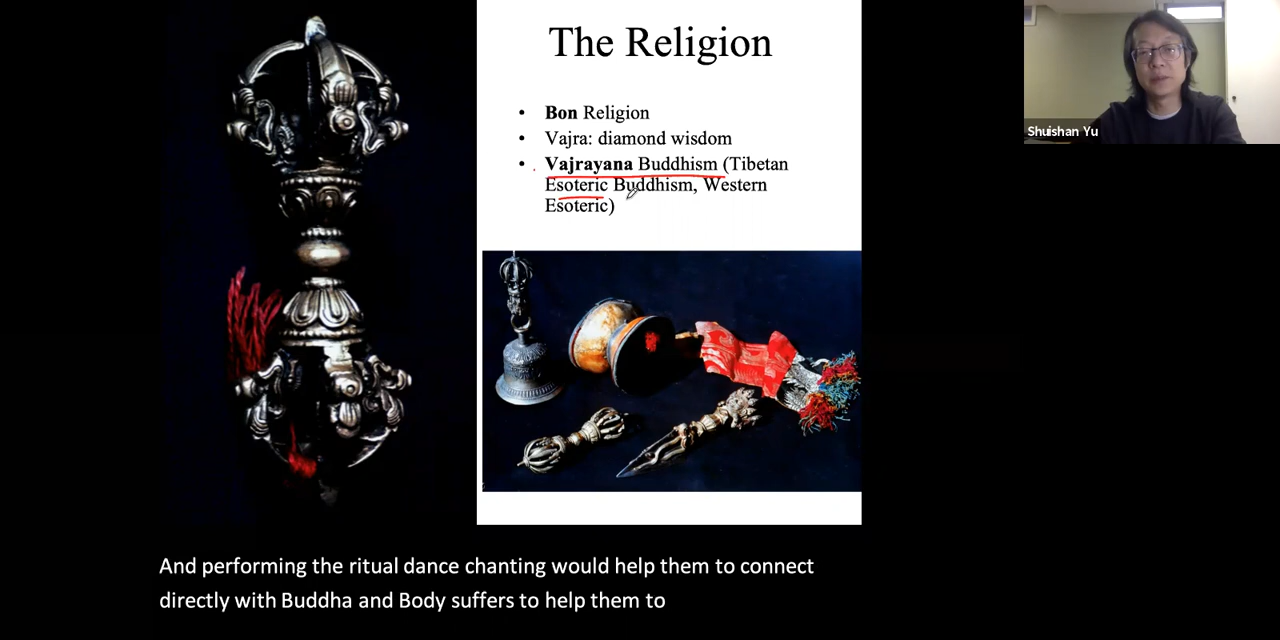 The Religion
• Bon Religion
• Vajra: diamond wisdom
• Vajrayana Buddhism (Tibetan
Esoteric Buddhism, Western
Esoteric)
Shuishan Yu
And performing the ritual dance chanting would help them to connect
directly with Buddha and Body suffers to help them to